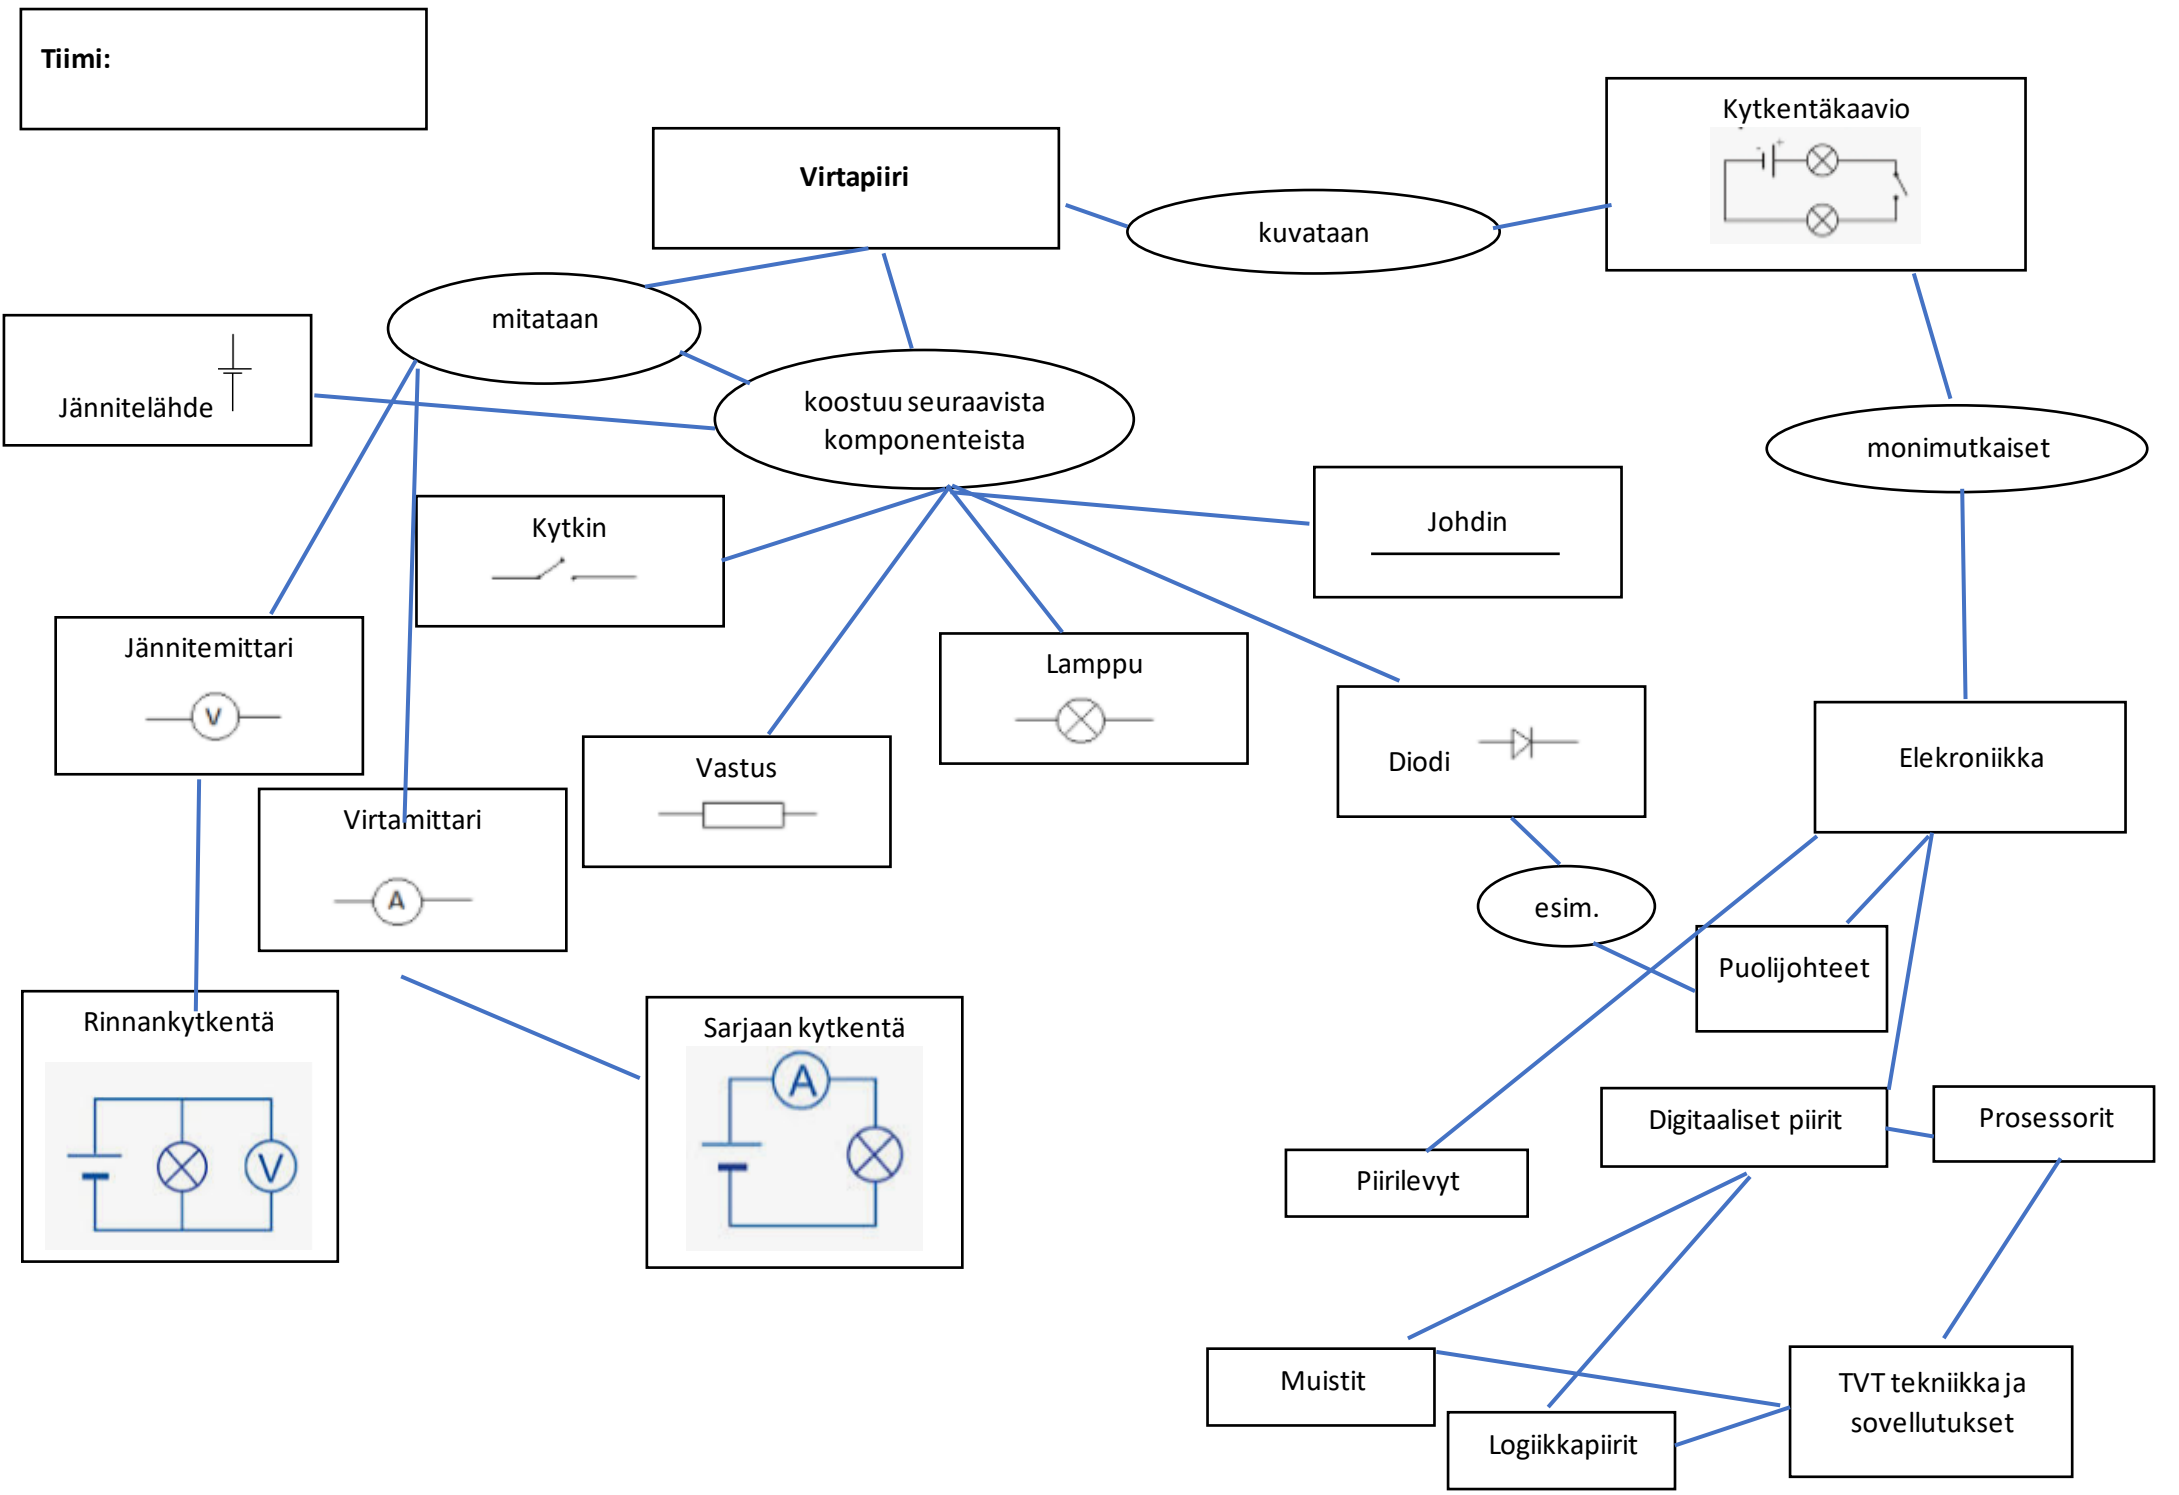 Tiimi:
Kytkentäkaavio
- +
Virtapiiri
kuvataan
mitataan
Jännitelähde
koostuu seuraavista
komponenteista
monimutkaiset
Kytkin
Johdin
Jännitemittari
V
Lamppu
Vastus
Diodi
Elekroniikka
Virtamittari
A
esim.
Puolijohteet
Rinnankytkentä
V
Sarjaan kytkentä
A
Digitaaliset piirit
Prosessorit
Piirilevyt
Muistit
TVT tekniikka ja
sovellutukset
Logiikkapiirit